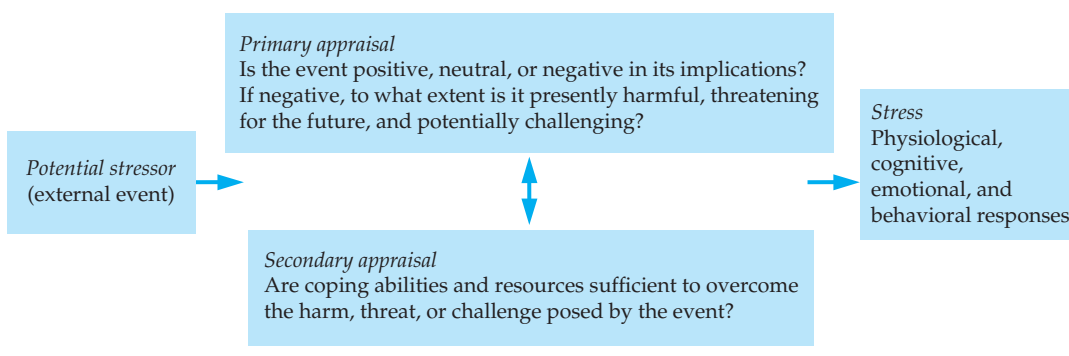 Primary appraisal
Is the event positive, neutral, or negative in its implications?
If negative, to what extent is it presently harmful, threatening
for the future, and potentially challenging?
Potential stressor
(external event)
Stress
Physiological,
cognitive,
emotional, and
behavioral responses
Secondary appraisal
Are coping abilities and resources sufficient to overcome
the harm, threat, or challenge posed by the event?